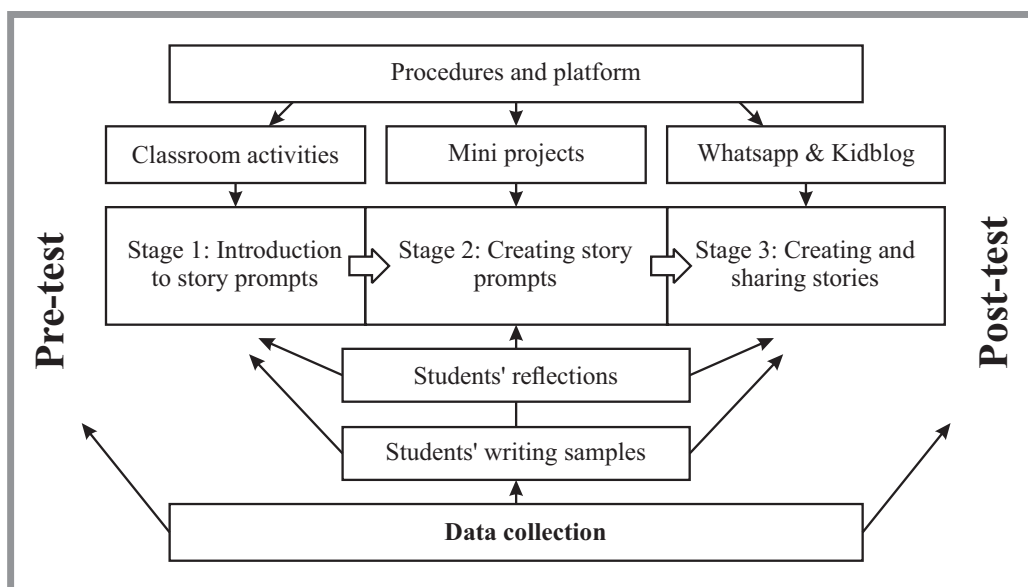 Procedures and platform
Classroom activities
Mini projects
Whatsapp & Kidblog
Pre-test
Stage 1: Introduction
to story prompts
Stage 2: Creating story
prompts
Stage 3: Creating and
sharing stories
Post-test
Students' reflections
Students' writing samples
Data collection